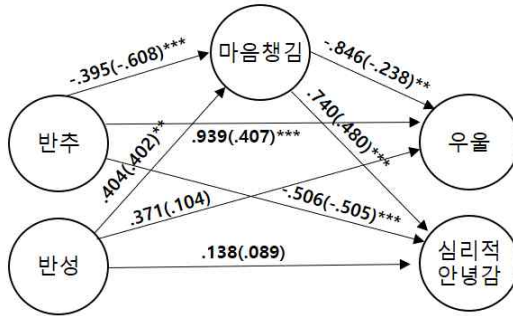 마음챙김
-.395(-.608)***
-.846(-.238)**
반추
.939(.407)***
.740(.480)***
우울
.404(.402)**
.371(.104)
-.506(-.505)***
반성
.138(.089)
심리적
안녕감